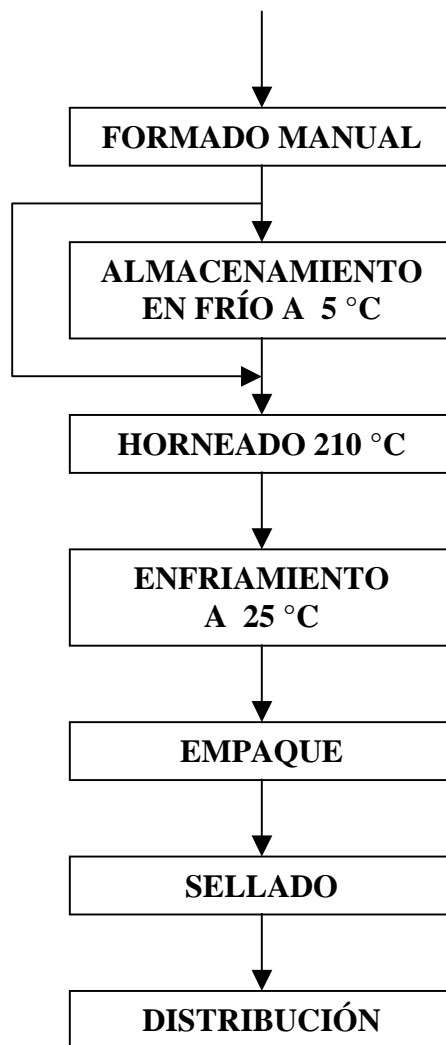 FORMADO MANUAL
ALMACENAMIENTO
EN FRÍO A 5 °C
HORNEADO 210 °C
ENFRIAMIENTO
A 25 °C
EMPAQUE
SELLADO
DISTRIBUCIÓN